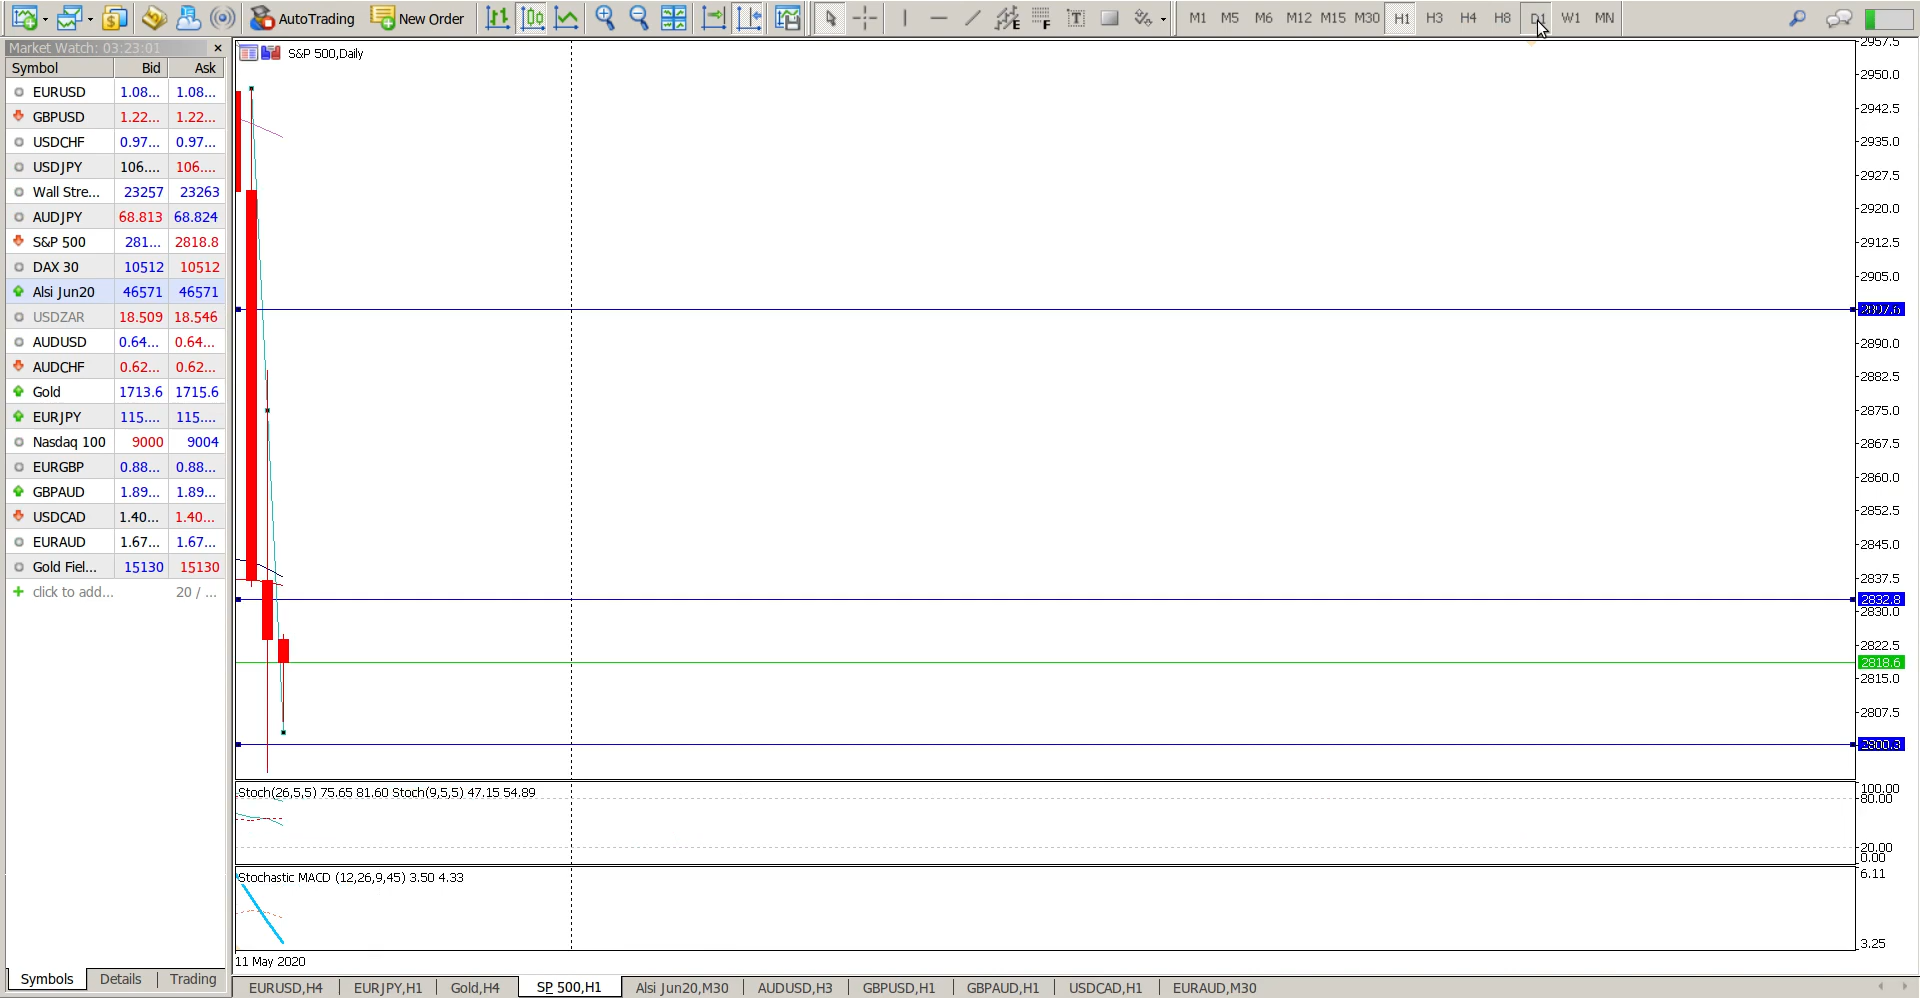 AutoTrading New Order M1 M5 M6 M12 M15 M30 H1 H3 H4 H8 D1 W1 MN
Market Watch: 03:23:01
Symbol Bid Ask
EURUSD 1.08... 1.08...
GBPUSD 1.22... 1.22...
USDCHF 0.97... 0.97...
USDJPY 106.... 106....
Wall Stre... 23257 23263
AUDJPY 68.813 68.824
S&P 500 281... 2818.8
DAX 30 10512 10512
Alsi Jun20 46571 46571
USDZAR 18.509 18.546
AUDUSD 0.64... 0.64...
AUDCHF 0.62... 0.62...
Gold 1713.6 1715.6
EURJPY 115.... 115....
Nasdaq 100 9000 9004
EURGBP 0.88... 0.88...
GBPAUD 1.89... 1.89...
USDCAD 1.40... 1.40...
EURAUD 1.67... 1.67...
Gold Fiel... 15130 15130
click to add... 20 / ...
Symbols Details Trading
S&P 500,Daily
2957.5
2950.0
2942.5
2935.0
2927.5
2920.0
2912.5
2905.0
2890.0
2882.5
2875.0
2867.5
2860.0
2852.5
2845.0
2837.5
2832.8
2830.0
2822.5
2818.6
2815.0
2807.5
2800.3
Stoch(26,5,5) 75.65 81.60 Stoch(9,5,5) 47.15 54.89
100.00
80.00
20.00
0.00
Stochastic MACD (12,26,9,45) 3.50 4.33
6.11
3.25
11 May 2020
EURUSD,H4 EURJPY,H1 Gold,H4 SP 500,H1 Alsi Jun20,M30 AUDUSD,H3 GBPUSD,H1 GBPAUD,H1 USDCAD,H1 EURAUD,M30